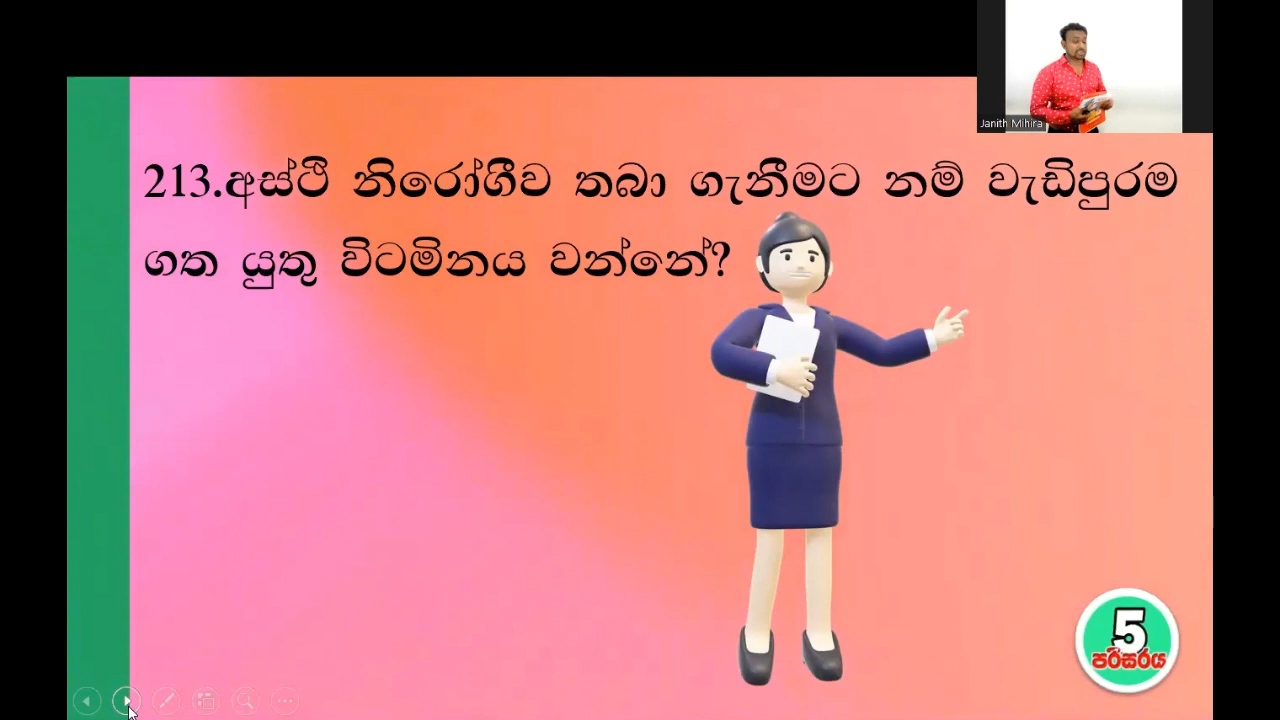 Janith Mihira
213.අස්ථි නිරෝගීව තබා ගැනීමට නම් වැඩිපුරම
ගත යුතු විටමිනය වන්නේ?
5
පරිසරය